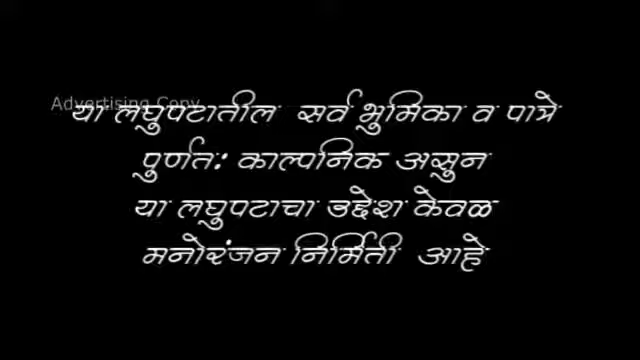 Advertising Copy
या लघुपटातील सर्व भुमिका व पात्रे
पुर्णतः काल्पनिक असुन
या लघुपटाचा उद्देश केवळ
मनोरंजन निर्मिती आहे